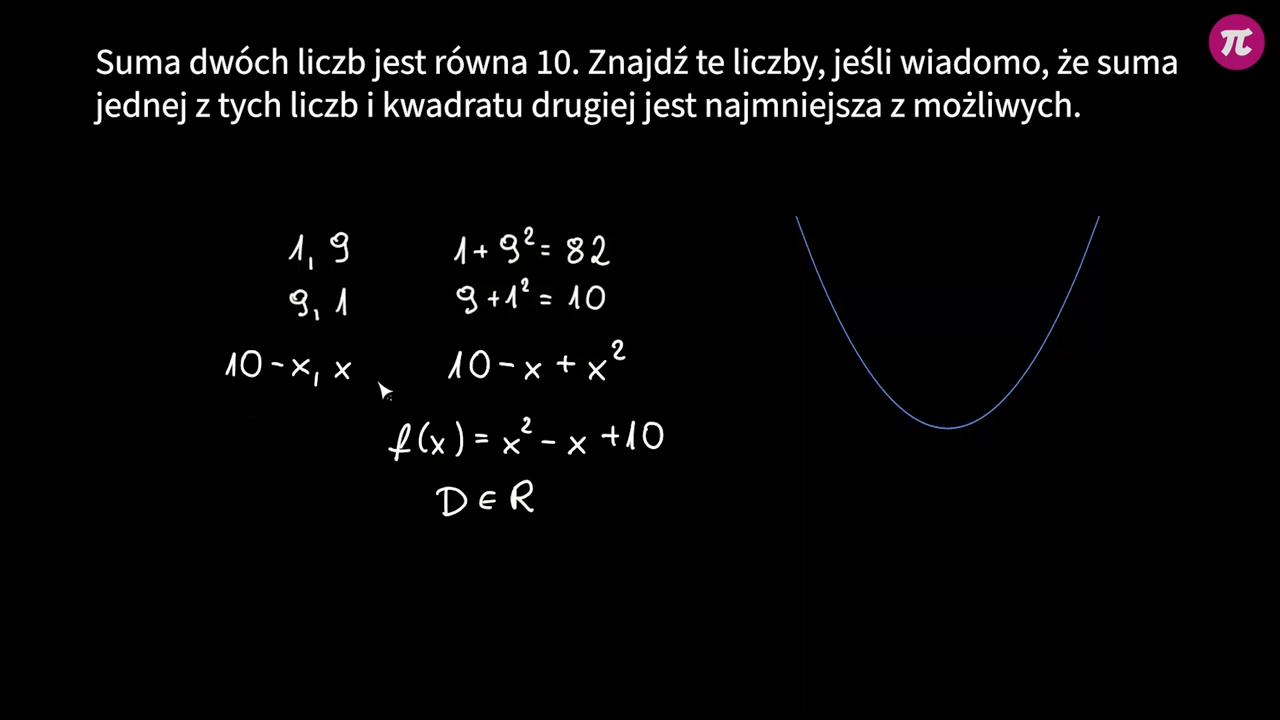 π
Suma dwóch liczb jest równa 10. Znajdź te liczby, jeśli wiadomo, że suma
jednej z tych liczb i kwadratu drugiej jest najmniejsza z możliwych.
1, 9 1 + 9² = 82
9, 1 9 + 1² = 10
10 - x, x 10 - x + x²
f(x) = x² - x + 10
D ∈ R